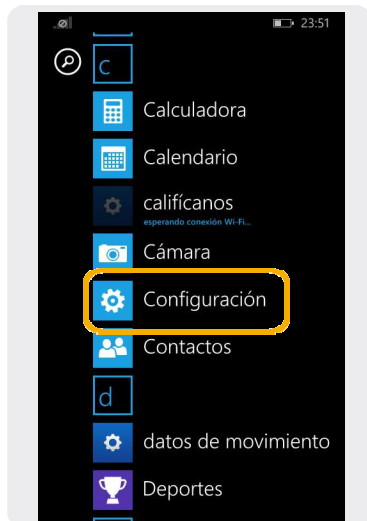 23:51
c
Calculadora
Calendario
califícanos
esperando conexión Wi-Fi...
Cámara
Configuración
Contactos
d
datos de movimiento
Deportes